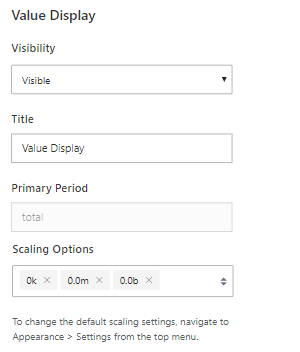 Value Display
Visibility
Visible
Title
Value Display
Primary Period
total
Scaling Options
0k × 0.0m × 0.0b ×
To change the default scaling settings, navigate to
Appearance > Settings from the top menu.